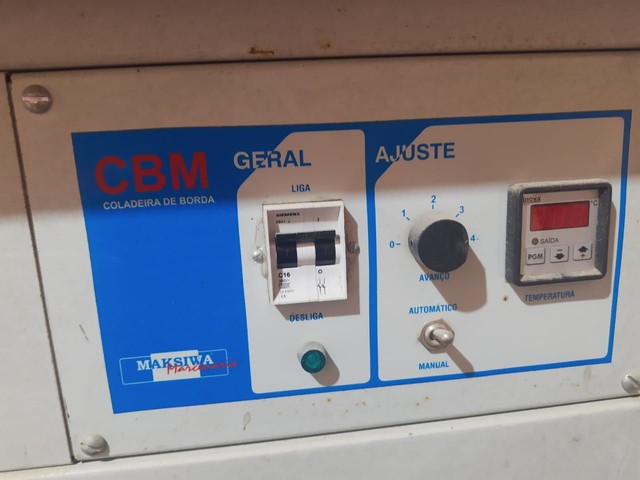 CBM
COLADEIRA DE BORDA
MAKSIWA
Marcenaria
GERAL
LIGA
SIEMENS
C16
O
DESLIGA
AJUSTE
0 1 2 3 4
AVANÇO
AUTOMÁTICO
MANUAL
°C
SAÍDA
PGM
TEMPERATURA